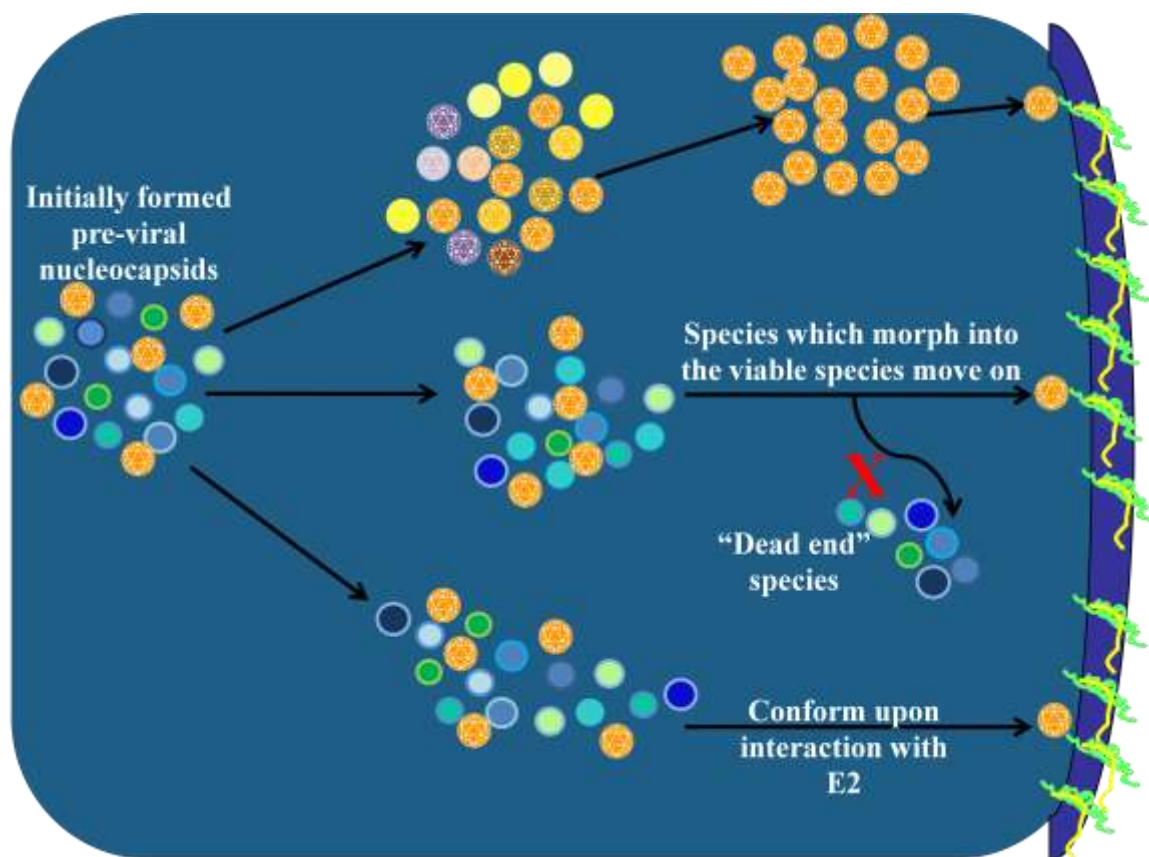 Initially formed
pre-viral
nucleocapsids
Species which morph into
the viable species move on
X
“Dead end”
species
Conform upon
interaction with
E2